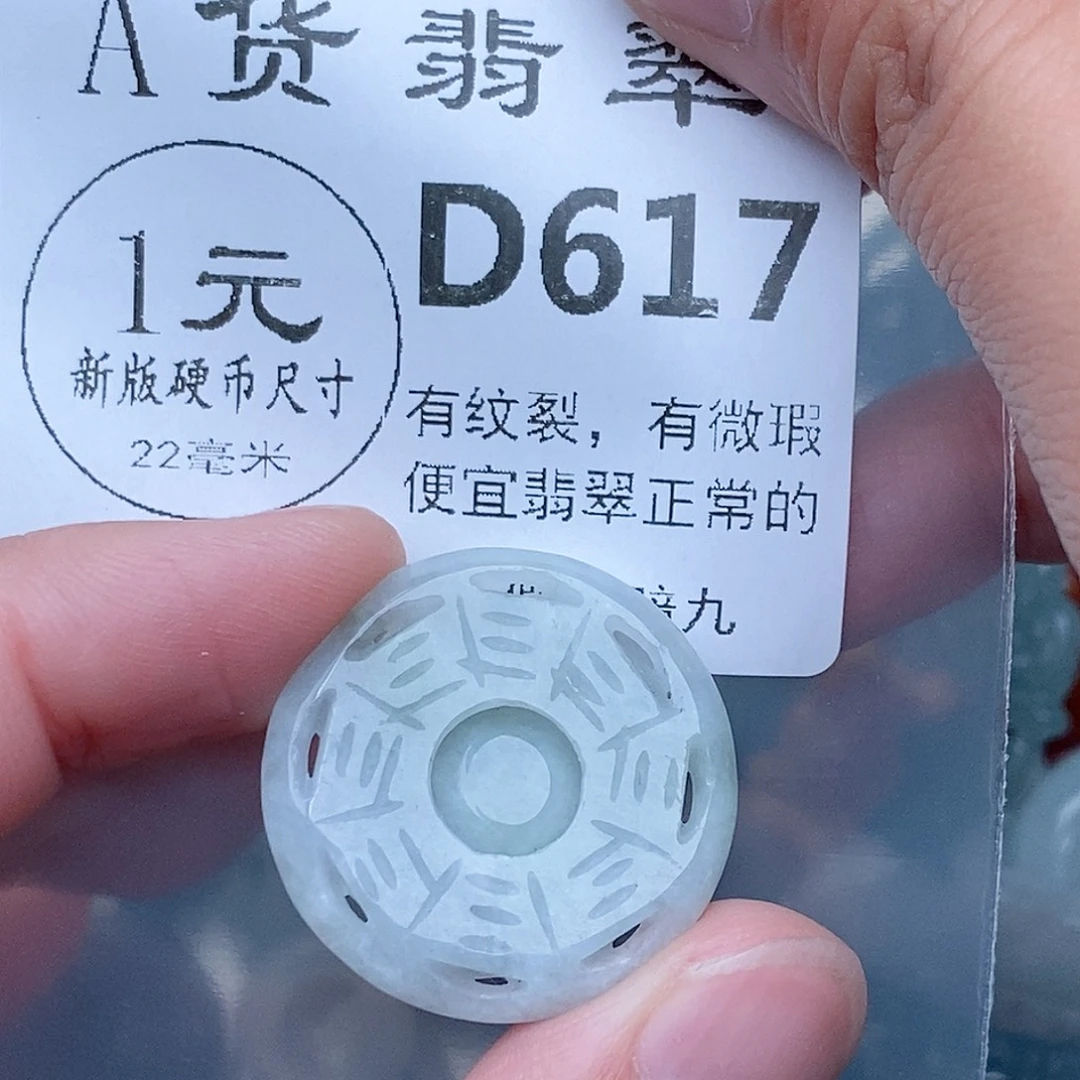 A货翡翠
D617
1元
新版硬币尺寸
22毫米
有纹裂，有微瑕
便宜翡翠正常的
九